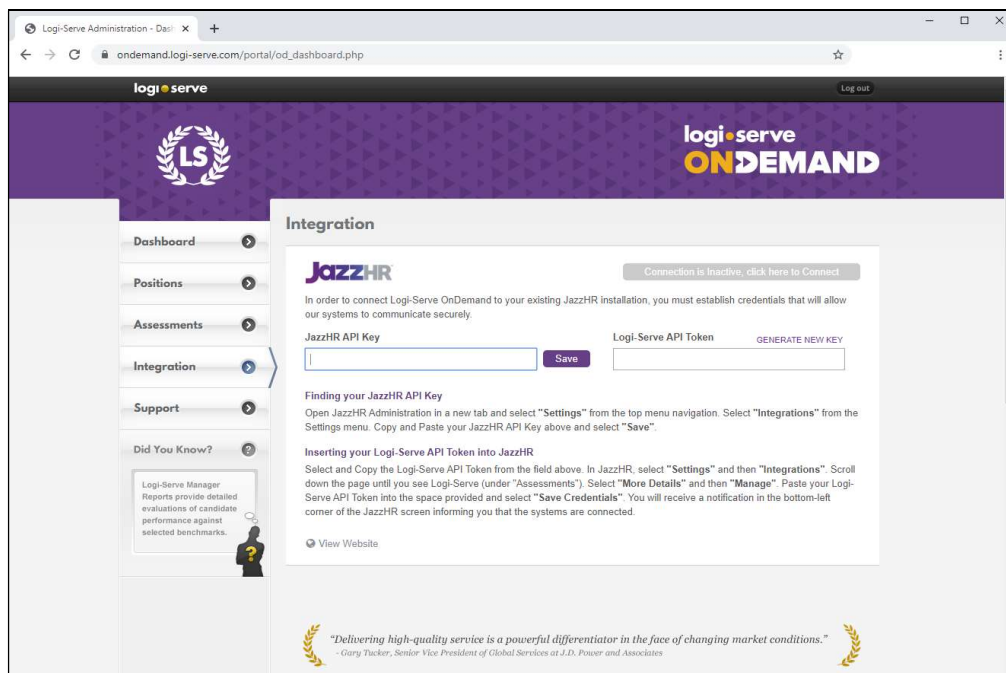 Logi-Serve Administration - Das
ondemand.logi-serve.com/portal/od_dashboard.php
logi serve
Log out
LS
logi serve
ONDEMAND
Dashboard
Positions
Assessments
Integration
Support
Did You Know?
Logi-Serve Manager
Reports provide detailed
evaluations of candidate
performance against
selected benchmarks.
Integration
JazzHR
Connection is Inactive, click here to Connect
In order to connect Logi-Serve OnDemand to your existing JazzHR installation, you must establish credentials that will allow
our systems to communicate securely.
JazzHR API Key
Save
Logi-Serve API Token
GENERATE NEW KEY
Finding your JazzHR API Key
Open JazzHR Administration in a new tab and select "Settings" from the top menu navigation. Select "Integrations" from the
Settings menu. Copy and Paste your JazzHR API Key above and select "Save".
Inserting your Logi-Serve API Token into JazzHR
Select and Copy the Logi-Serve API Token from the field above. In JazzHR, select "Settings" and then "Integrations". Scroll
down the page until you see Logi-Serve (under "Assessments"). Select "More Details" and then "Manage". Paste your Logi-
Serve API Token into the space provided and select "Save Credentials". You will receive a notification in the bottom-left
corner of the JazzHR screen informing you that the systems are connected.
View Website
"Delivering high-quality service is a powerful differentiator in the face of changing market conditions."
- Gary Tucker, Senior Vice President of Global Services at J.D. Power and Associates